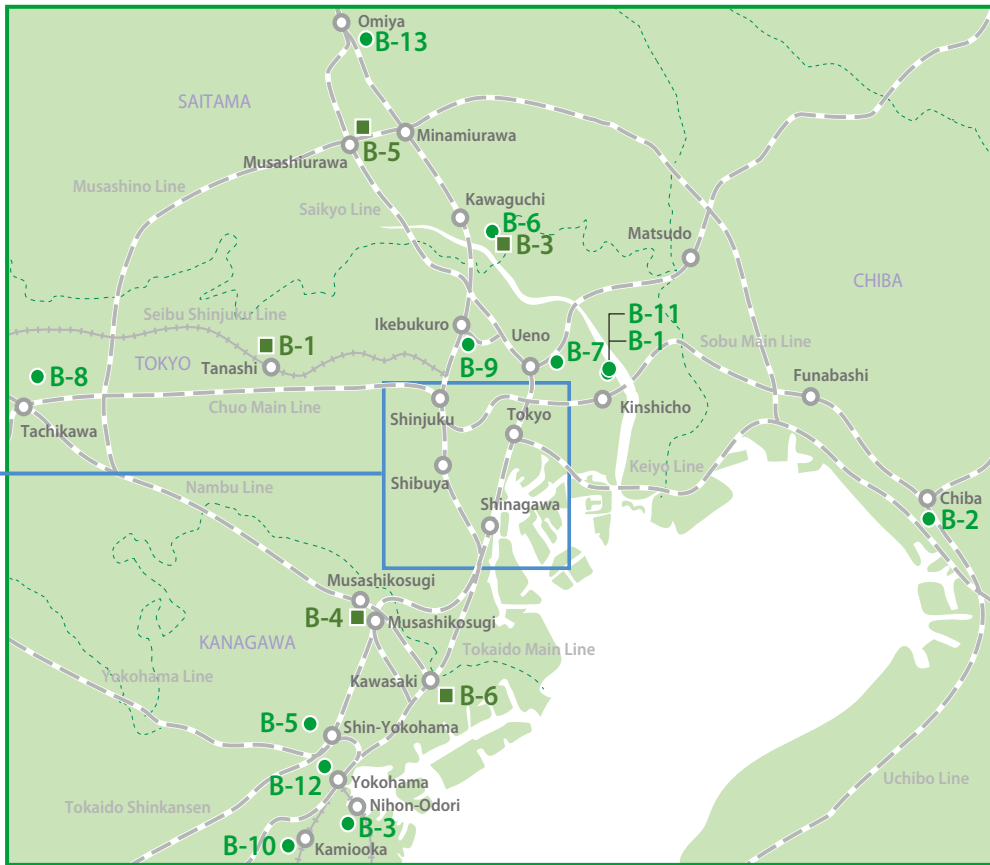 Omiya
B-13
SAITAMA
Minamiurawa
B-5
Musashiurawa
Musashino Line
Saikyo Line
Kawaguchi
B-6
B-3
Matsudo
CHIBA
Seibu Shinjuku Line
Ikebukuro
Ueno
B-11
B-1
B-1
TOKYO
Tanashi
B-9
B-7
Sobu Main Line
B-8
Funabashi
Chuo Main Line
Shinjuku
Tokyo
Kinshicho
Tachikawa
Keiyo Line
Nambu Line
Shibuya
Shinagawa
Chiba
B-2
Musashikosugi
B-4
Musashikosugi
KANAGAWA
Tokaido Main Line
Yokohama Line
Kawasaki
B-6
B-5
Shin-Yokohama
B-12
Yokohama
Uchibo Line
Tokaido Shinkansen
Nihon-Odori
B-3
B-10
Kamiooka